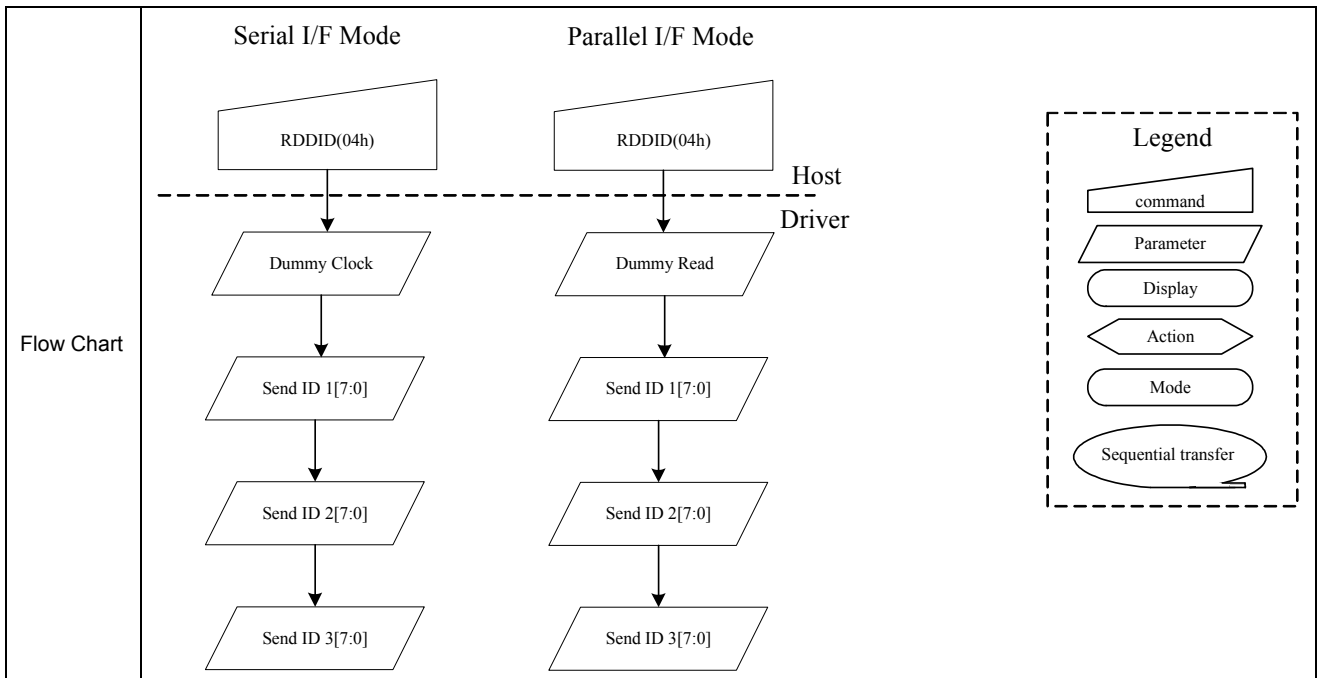 Flow Chart
Serial I/F Mode
RDDID(04h)
Dummy Clock
Send ID 1[7:0]
Send ID 2[7:0]
Send ID 3[7:0]
Parallel I/F Mode
RDDID(04h)
Dummy Read
Send ID 1[7:0]
Send ID 2[7:0]
Send ID 3[7:0]
Host
Driver
Legend
command
Parameter
Display
Action
Mode
Sequential transfer